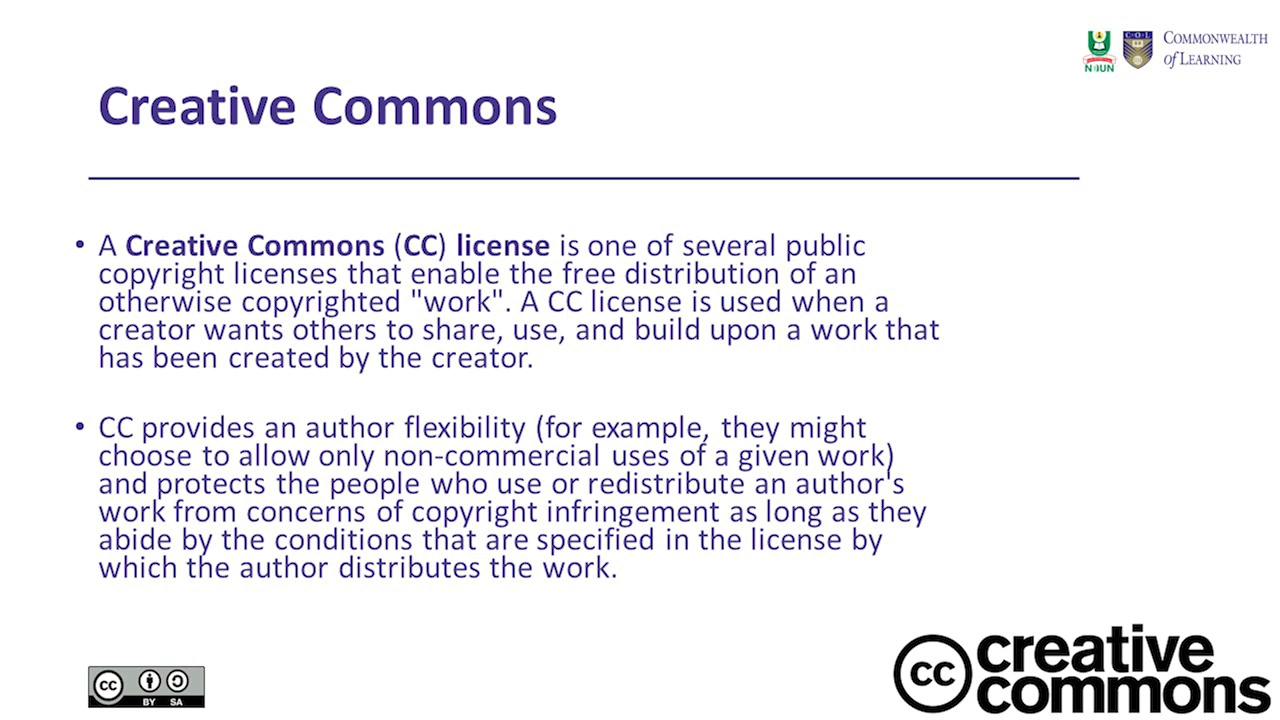 NOUN
C·O·L
COMMONWEALTH
of LEARNING
Creative Commons
• A Creative Commons (CC) license is one of several public
copyright licenses that enable the free distribution of an
otherwise copyrighted "work". A CC license is used when a
creator wants others to share, use, and build upon a work that
has been created by the creator.
• CC provides an author flexibility (for example, they might
choose to allow only non-commercial uses of a given work)
and protects the people who use or redistribute an author's
work from concerns of copyright infringement as long as they
abide by the conditions that are specified in the license by
which the author distributes the work.
cc
BY SA
cc
creative
commons